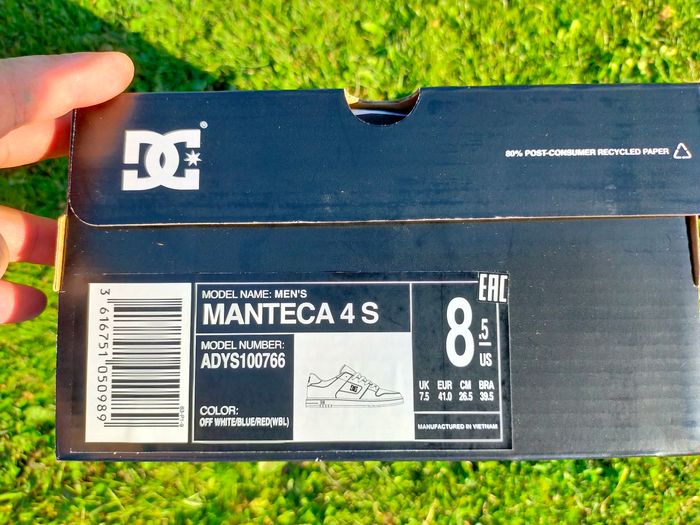 DC
80% POST-CONSUMER RECYCLED PAPER
3 616751 050989
MODEL NAME: MEN'S
MANTECA 4 S
MODEL NUMBER:
ADYS100766
COLOR:
OFF WHITE/BLUE/RED(WBL)
EAC
8.5
US
UK EUR CM BRA
7.5 41.0 26.5 39.5
MANUFACTURED IN VIETNAM